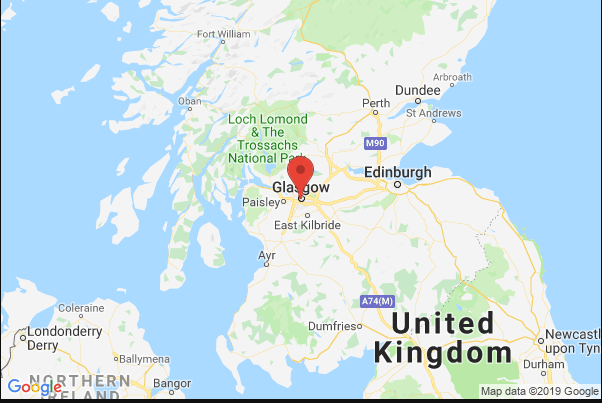 Fort William
Arbroath
Dundee
Oban
Perth
St Andrews
Loch Lomond
& The
Trossachs
National Park
M90
Edinburgh
Glasgow
Paisley
East Kilbride
Ayr
A74(M)
Coleraine
Dumfries
United
Kingdom
Londonderry
Derry
Newcastle
upon Tyn
Ballymena
Durham
NORTHERN
IRELAND
Bangor
Google
Map data ©2019 Google